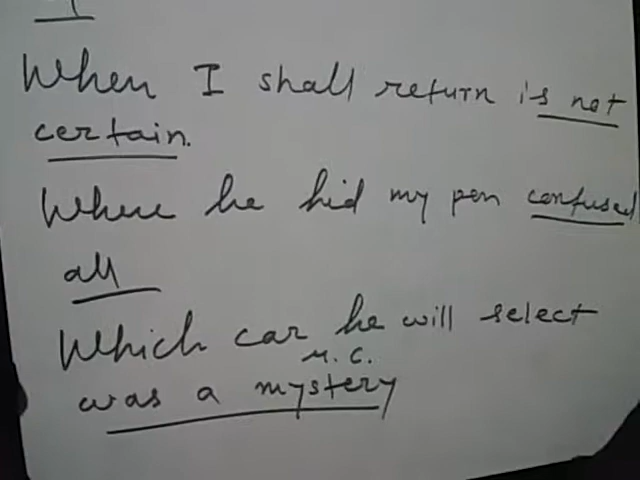 When I shall return is not
certain.
Where he hid my pen confused
all
Which car he will select
M. C.
was a mystery